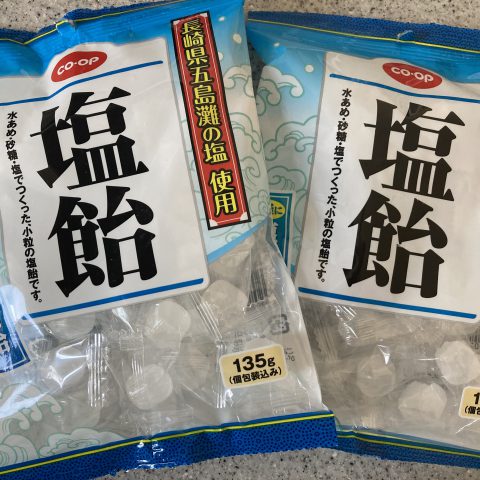 CO・OP
長崎県五島灘の塩 使用
塩飴
水あめ・砂糖・塩でつくった、小粒の塩飴です。
135g
(個包装込み)
CO・OP
塩飴
水あめ・砂糖・塩でつくった、小粒の塩飴です。